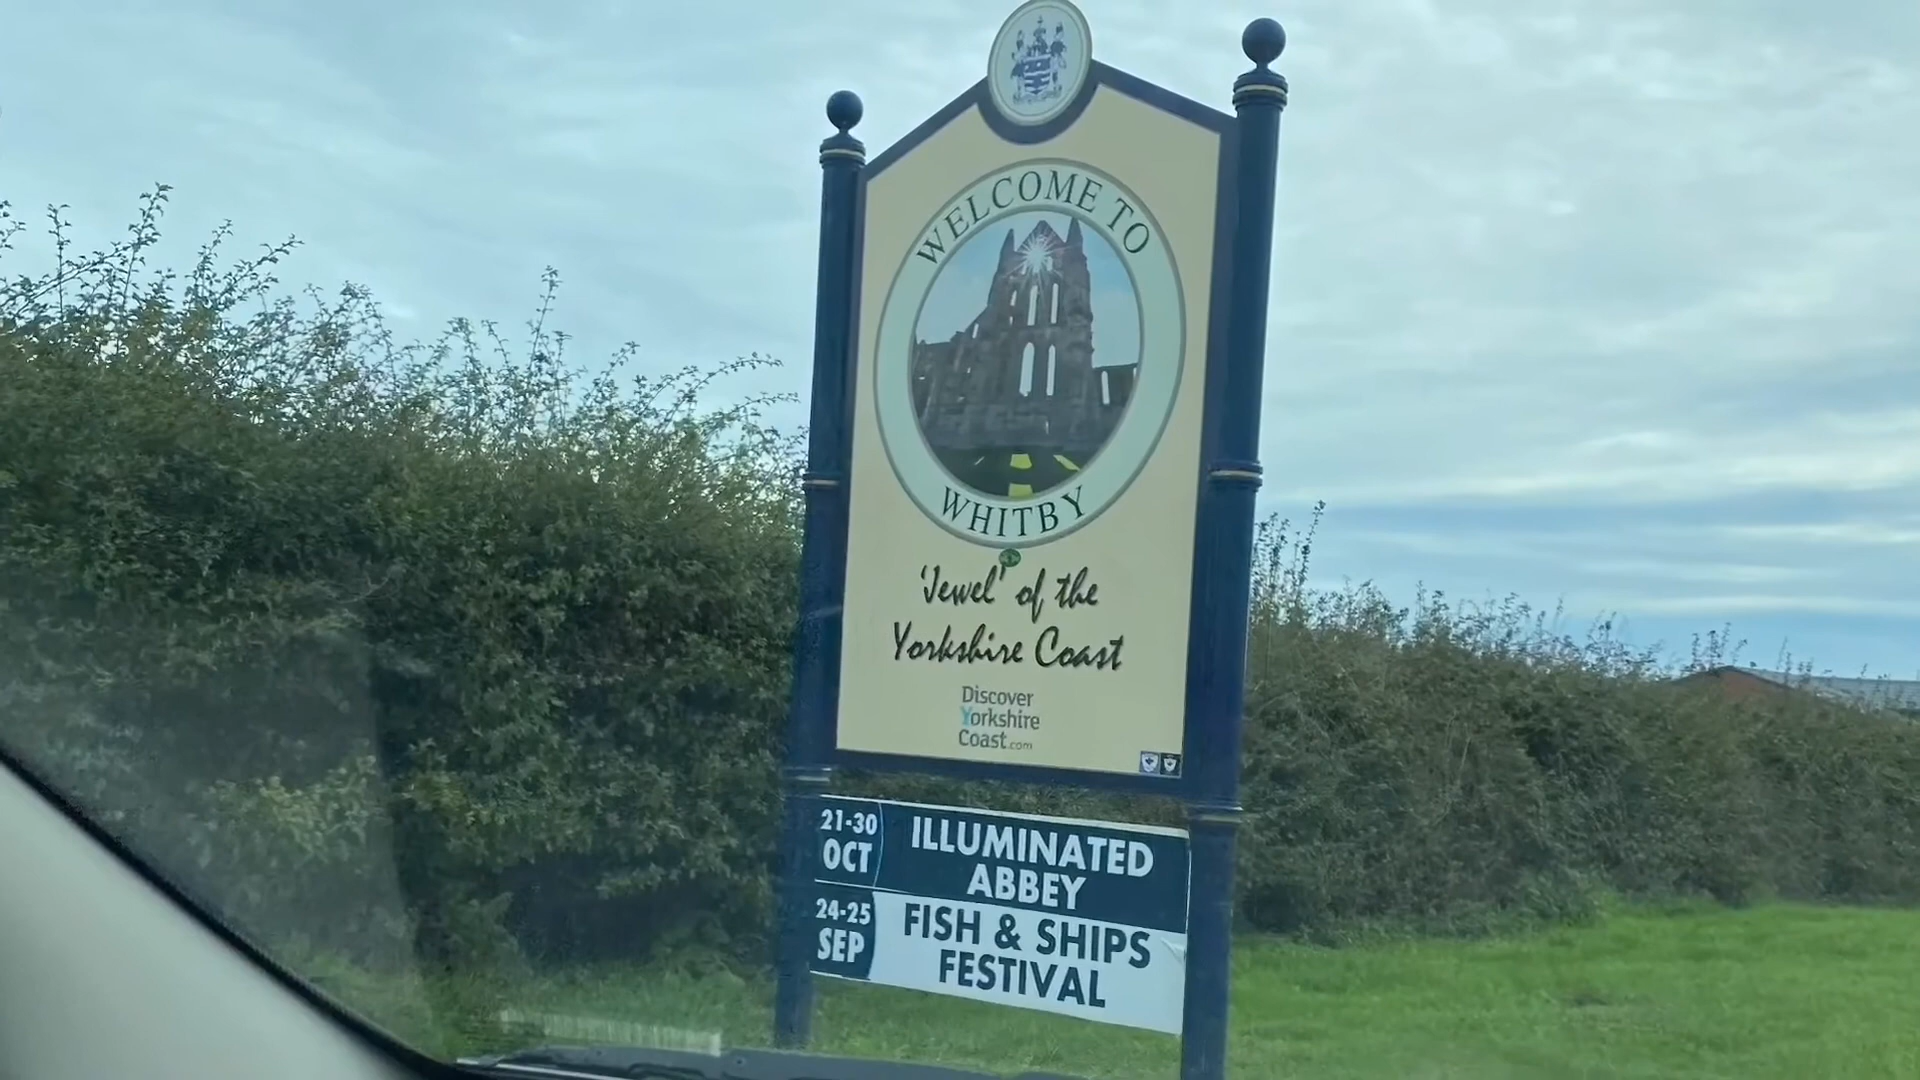 WELCOME TO
WHITBY
'Jewel' of the
Yorkshire Coast
Discover
Yorkshire
Coast.com
21-30
OCT
ILLUMINATED
ABBEY
24-25
SEP
FISH & SHIPS
FESTIVAL